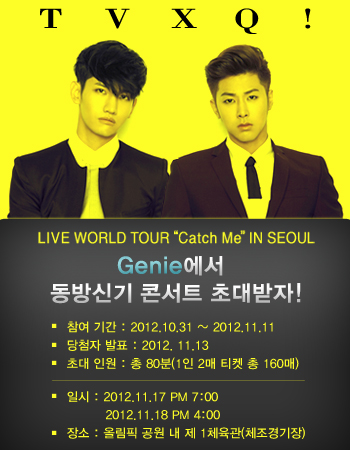 TVXQ!
LIVE WORLD TOUR “Catch Me” IN SEOUL
Genie에서
동방신기 콘서트 초대받자!
▪ 참여 기간 : 2012.10.31 ~ 2012.11.11
▪ 당첨자 발표 : 2012. 11.13
▪ 초대 인원 : 총 80분(1인 2매 티켓 총 160매)
▪ 일시 : 2012.11.17 PM 7:00
2012.11.18 PM 4:00
▪ 장소 : 올림픽 공원 내 제 1체육관(체조경기장)